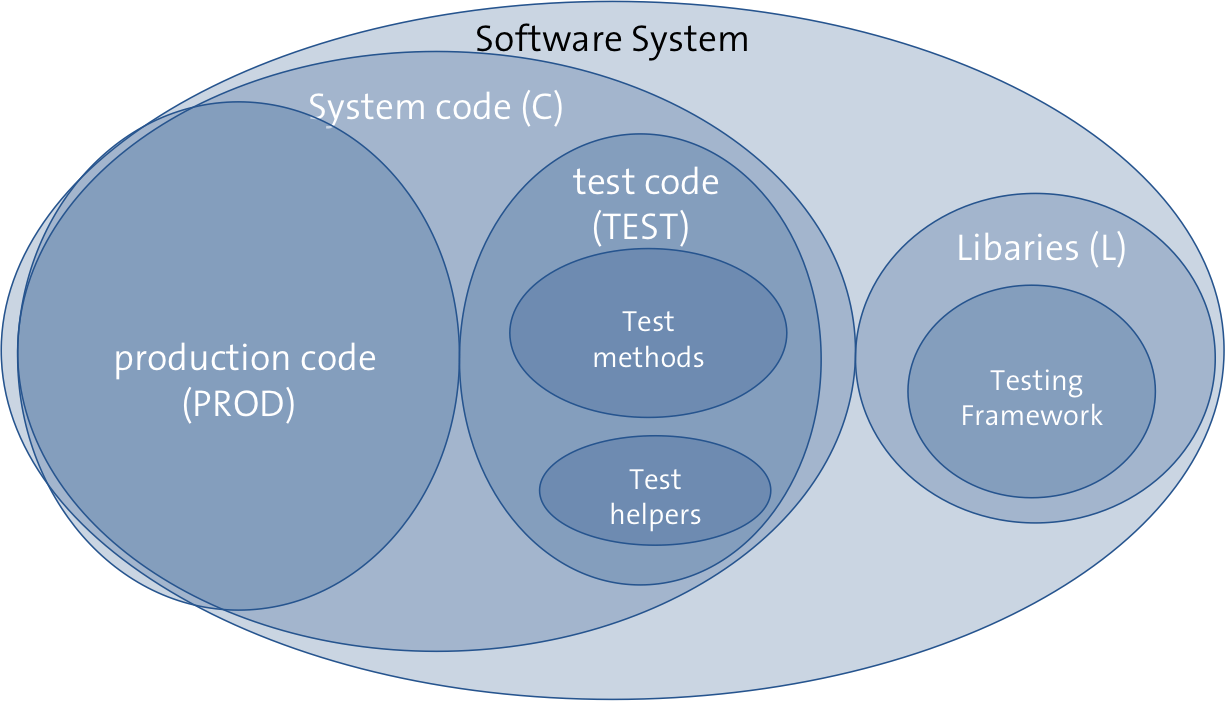 Software System
System code (C)
test code
(TEST)
Libaries (L)
Test
methods
production code
(PROD)
Testing
Framework
Test
helpers